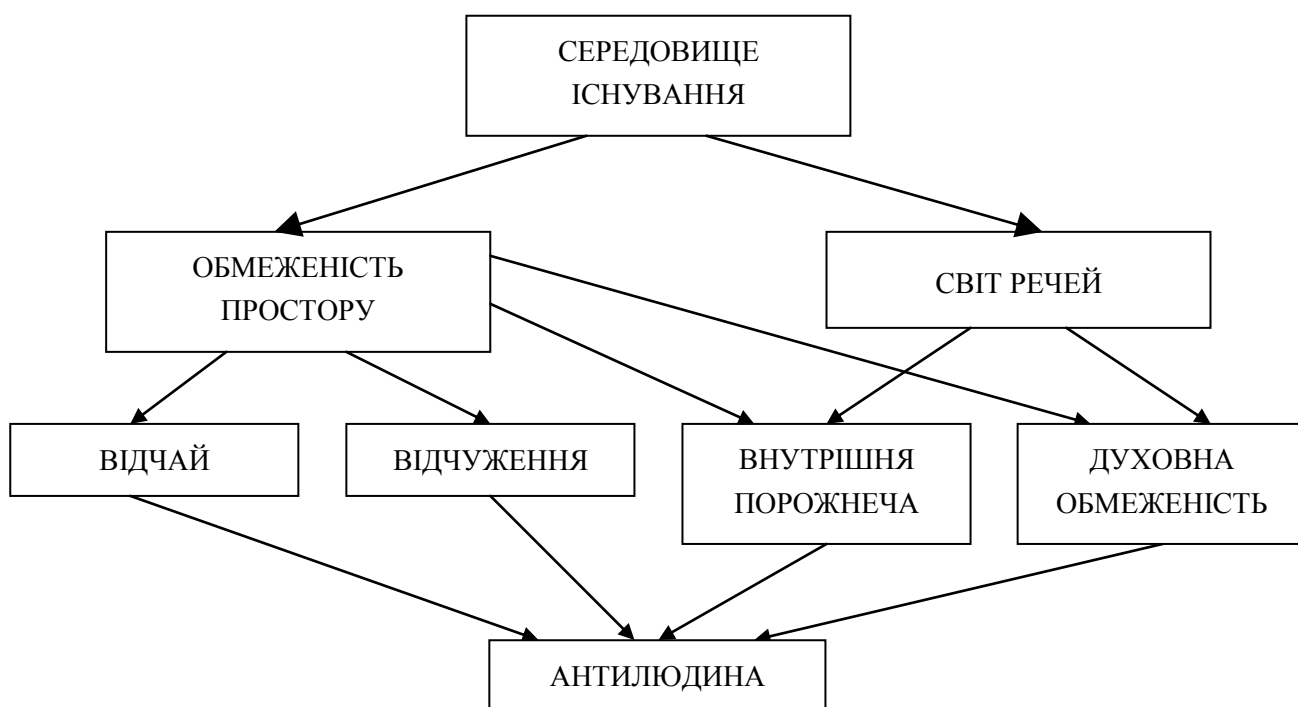 СЕРЕДОВИЩЕ
ІСНУВАННЯ
ОБМЕЖЕНІСТЬ
ПРОСТОРУ
СВІТ РЕЧЕЙ
ВІДЧАЙ
ВІДЧУЖЕННЯ
ВНУТРІШНЯ
ПОРОЖНЕЧА
ДУХОВНА
ОБМЕЖЕНІСТЬ
АНТИЛЮДИНА